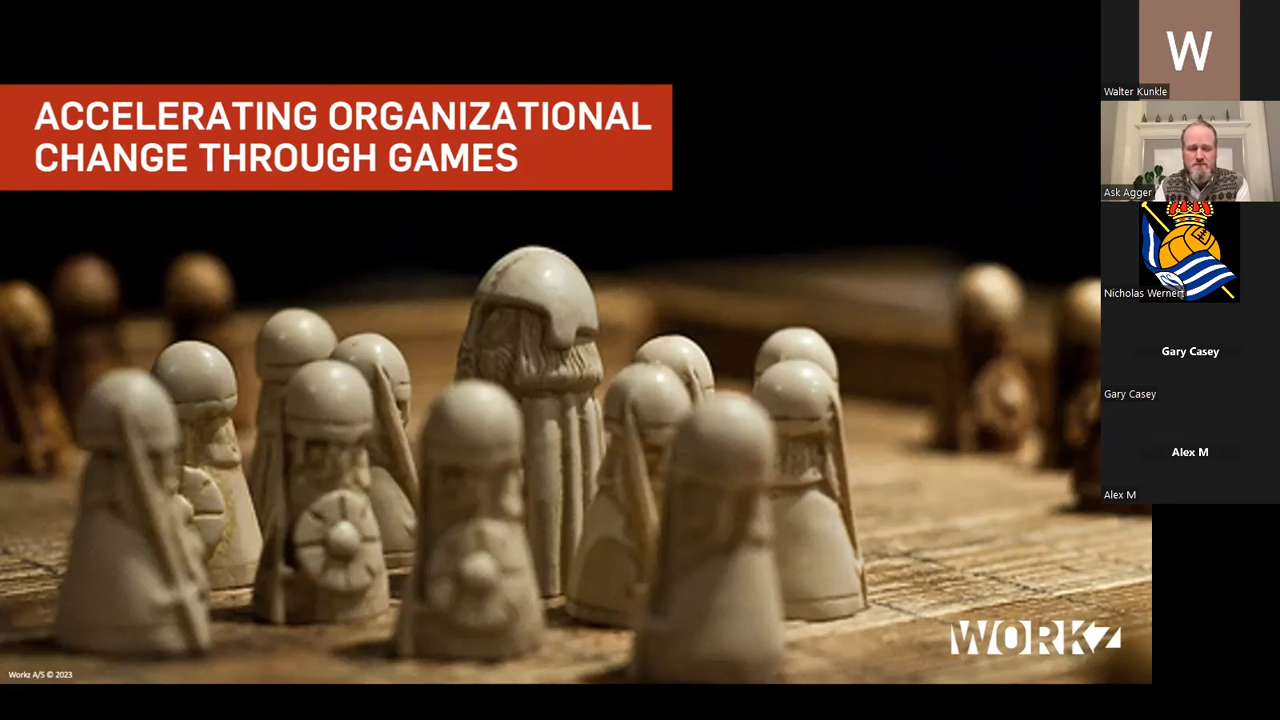 ACCELERATING ORGANIZATIONAL
CHANGE THROUGH GAMES
WORKZ
Workz A/S © 2023
W
Walter Kunkle
Ask Agger
Nicholas Wernert
Gary Casey
Gary Casey
Alex M
Alex M